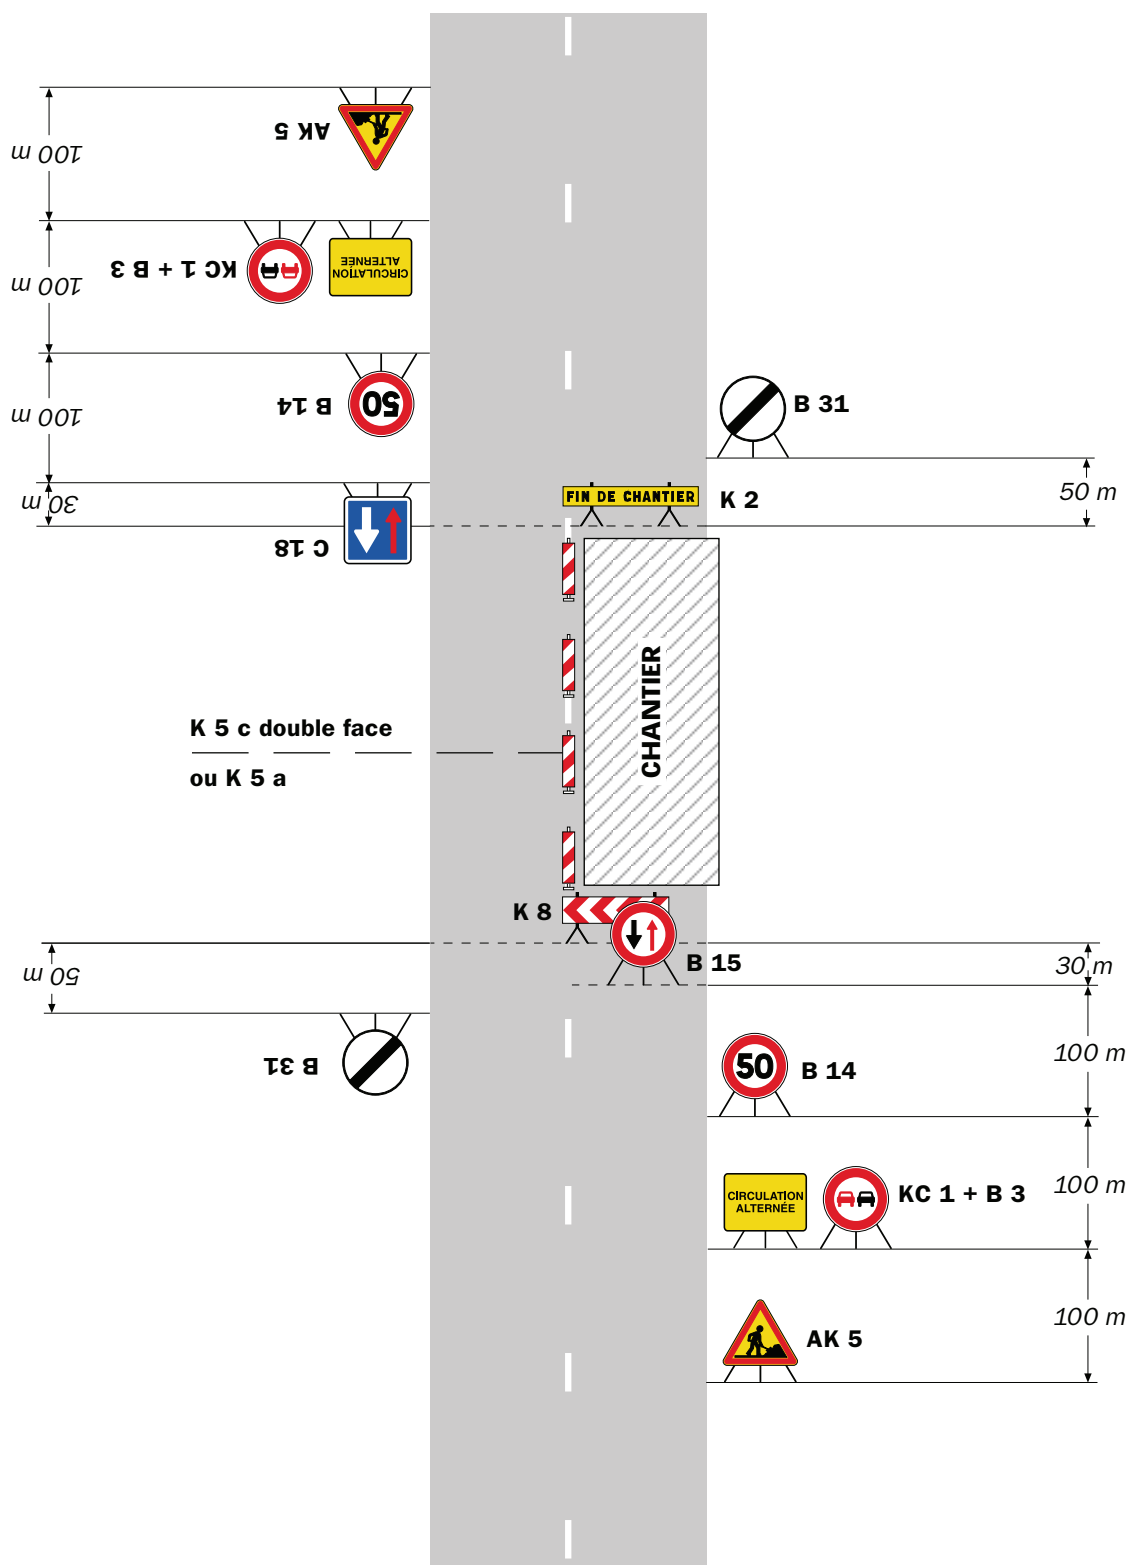 AK 5
100 m
KC 1 + B 3
CIRCULATION
ALTERNÉE
100 m
B 14
50
100 m
B 31
30 m
FIN DE CHANTIER
K 2
50 m
C 18
CHANTIER
K 5 c double face
ou K 5 a
K 8
B 15
50 m
30 m
B 31
50
B 14
100 m
CIRCULATION
ALTERNÉE
KC 1 + B 3
100 m
AK 5
100 m